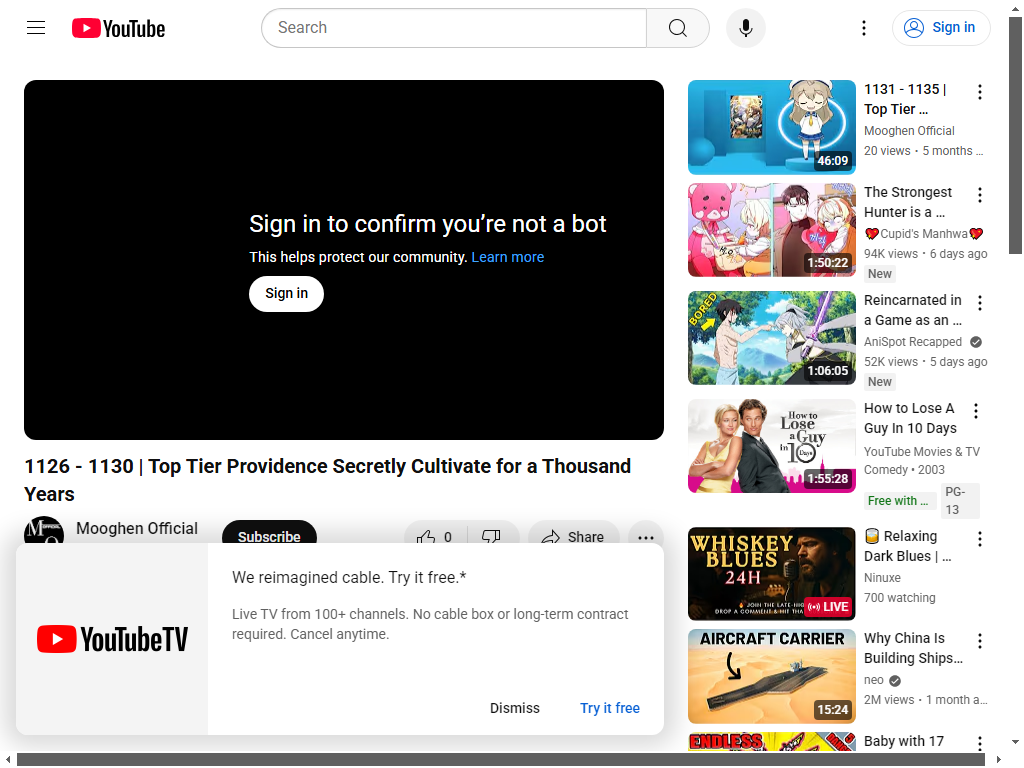 YouTube
Search
Sign in
Sign in to confirm you’re not a bot
This helps protect our community. Learn more
Sign in
1126 - 1130 | Top Tier Providence Secretly Cultivate for a Thousand
Years
Mooghen Official
Subscribe
0
Share
YouTubeTV
We reimagined cable. Try it free.*
Live TV from 100+ channels. No cable box or long-term contract
required. Cancel anytime.
Dismiss
Try it free
46:09
1131 - 1135 |
Top Tier …
Mooghen Official
20 views • 5 months …
1:50:22
The Strongest
Hunter is a …
💖Cupid's Manhwa💖
94K views • 6 days ago
New
BORED
1:06:05
Reincarnated in
a Game as an …
AniSpot Recapped
52K views • 5 days ago
New
How to
Lose
a Guy
in 10
Days
1:55:28
How to Lose A
Guy In 10 Days
YouTube Movies & TV
Comedy • 2003
Free with …
PG-
13
WHISKEY
BLUES
24H
JOIN THE LATE-
DROP A COMMENT & HIT
LIVE
🥃 Relaxing
Dark Blues | …
Ninuxe
700 watching
AIRCRAFT CARRIER
15:24
Why China Is
Building Ships…
neo
2M views • 1 month a…
ENDLESS
Baby with 17